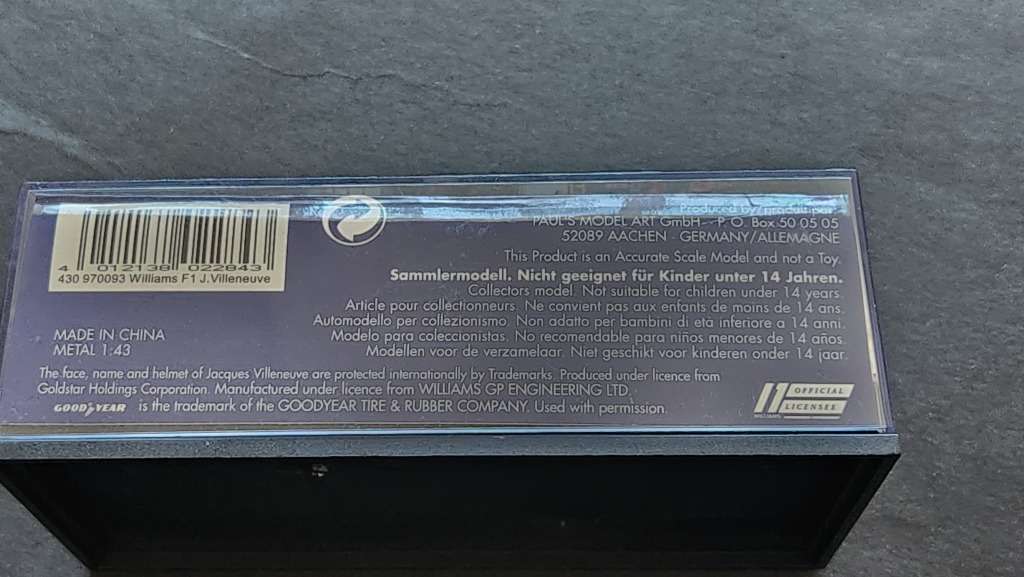 4 012138 022843
430 970093 Williams F1 J.Villeneuve
Produced by/produit par
PAUL'S MODEL ART GmbH - P. O. Box 50 05 05
52089 AACHEN - GERMANY/ALLEMAGNE
This Product is an Accurate Scale Model and not a Toy.
Sammlermodell. Nicht geeignet für Kinder unter 14 Jahren.
Collectors model. Not suitable for children under 14 years.
Article pour collectionneurs. Ne convient pas aux enfants de moins de 14 ans.
Automodello per collezionismo. Non adatto per bambini di età inferiore a 14 anni.
Modelo para coleccionistas. No recomendable para niños menores de 14 años.
Modellen voor de verzamelaar. Niet geschikt voor kinderen onder 14 jaar.
MADE IN CHINA
METAL 1:43
The face, name and helmet of Jacques Villeneuve are protected internationally by Trademarks. Produced under licence from
Goldstar Holdings Corporation. Manufactured under licence from WILLIAMS GP ENGINEERING LTD.
GOODYEAR is the trademark of the GOODYEAR TIRE & RUBBER COMPANY. Used with permission.
OFFICIAL
LICENSEE
WILLIAMS